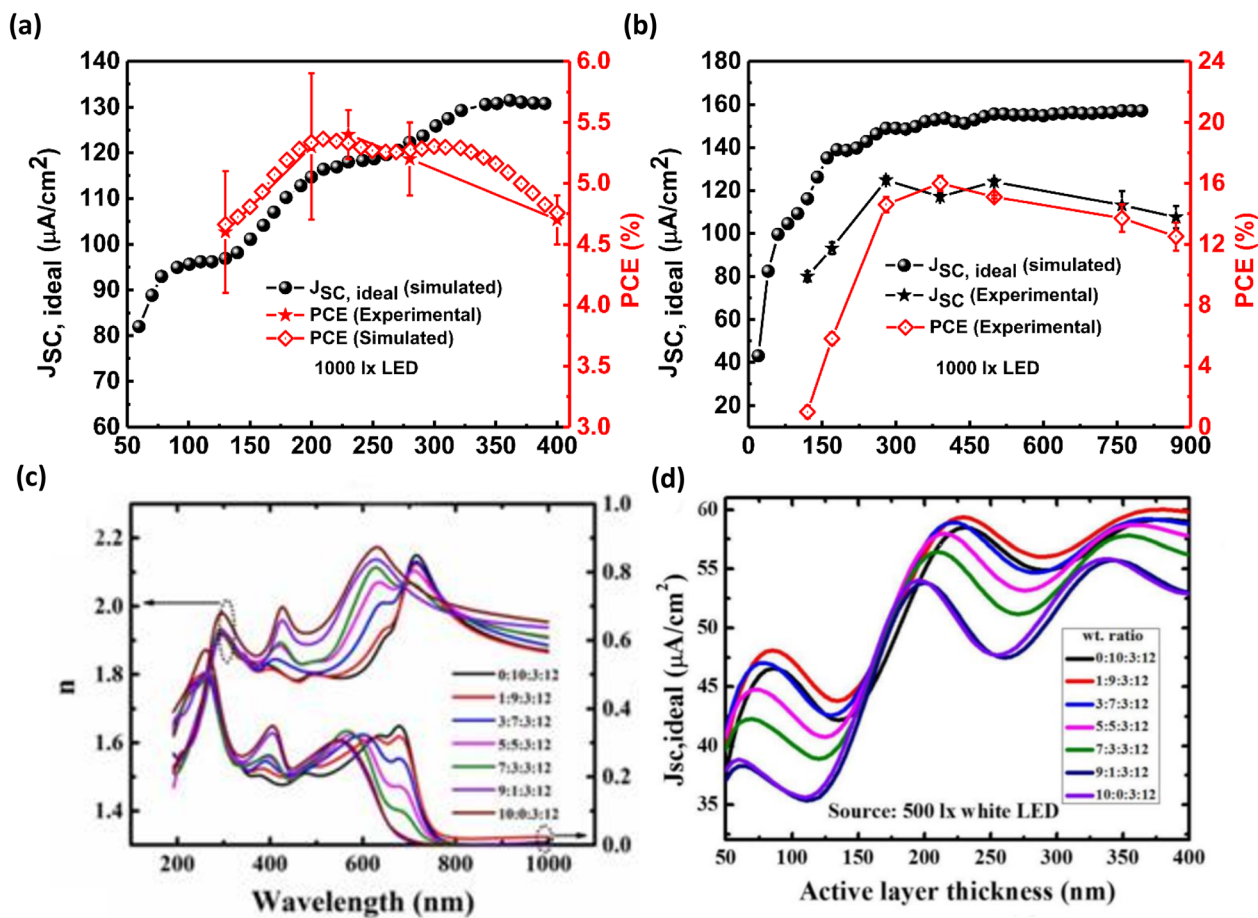 (a)
140
130
120
110
100
90
80
70
60
J_SC, ideal (μA/cm²)
6.0
5.5
5.0
4.5
4.0
3.5
3.0
PCE (%)
J_SC, ideal (simulated)
PCE (Experimental)
PCE (Simulated)
1000 lx LED
50 100 150 200 250 300 350 400
(b)
180
160
140
120
100
80
60
40
20
J_SC, ideal (μA/cm²)
24
20
16
12
8
4
0
PCE (%)
J_SC, ideal (simulated)
J_SC (Experimental)
PCE (Experimental)
1000 lx LED
0 150 300 450 600 750 900
(c)
2.2
2.0
1.8
1.6
1.4
n
1.0
0.8
0.6
0.4
0.2
0.0
0:10:3:12
1:9:3:12
3:7:3:12
5:5:3:12
7:3:3:12
9:1:3:12
10:0:3:12
200 400 600 800 1000
Wavelength (nm)
(d)
60
55
50
45
40
35
Jsc,ideal (μA/cm²)
wt. ratio
0:10:3:12
1:9:3:12
3:7:3:12
5:5:3:12
7:3:3:12
9:1:3:12
10:0:3:12
Source: 500 lx white LED
50 100 150 200 250 300 350 400
Active layer thickness (nm)